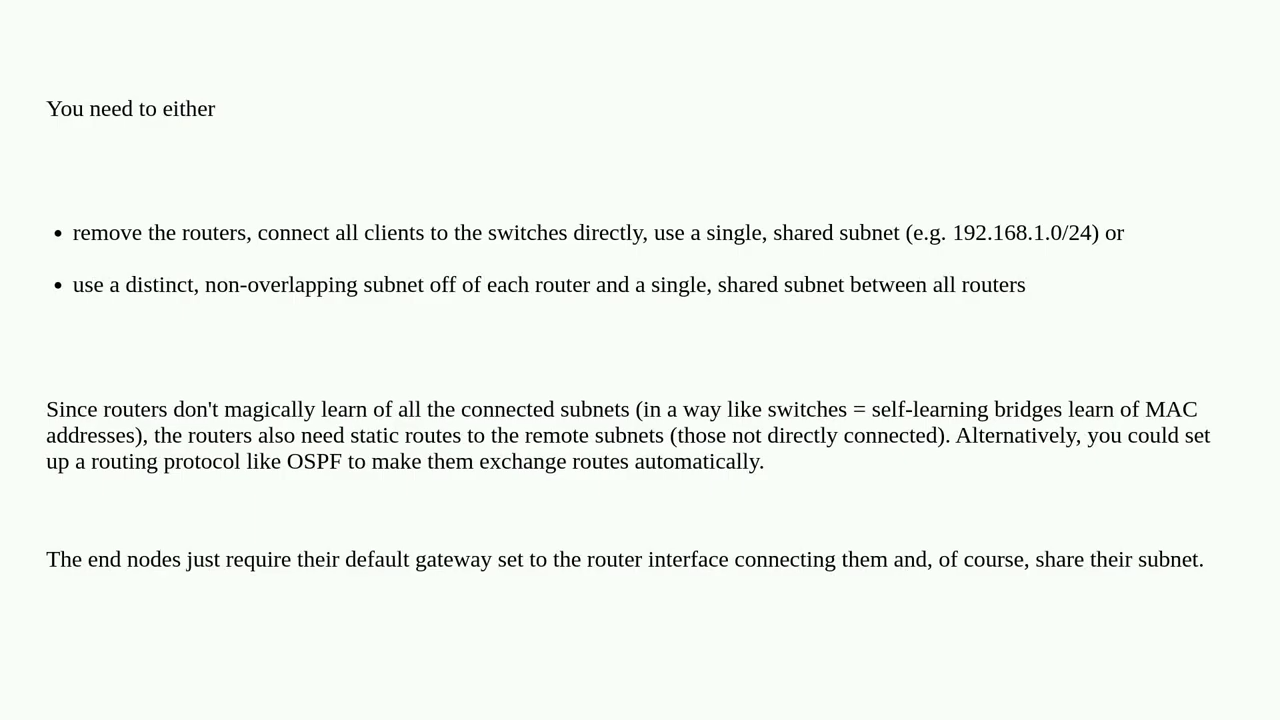 You need to either
• remove the routers, connect all clients to the switches directly, use a single, shared subnet (e.g. 192.168.1.0/24) or
• use a distinct, non-overlapping subnet off of each router and a single, shared subnet between all routers
Since routers don't magically learn of all the connected subnets (in a way like switches = self-learning bridges learn of MAC
addresses), the routers also need static routes to the remote subnets (those not directly connected). Alternatively, you could set
up a routing protocol like OSPF to make them exchange routes automatically.
The end nodes just require their default gateway set to the router interface connecting them and, of course, share their subnet.